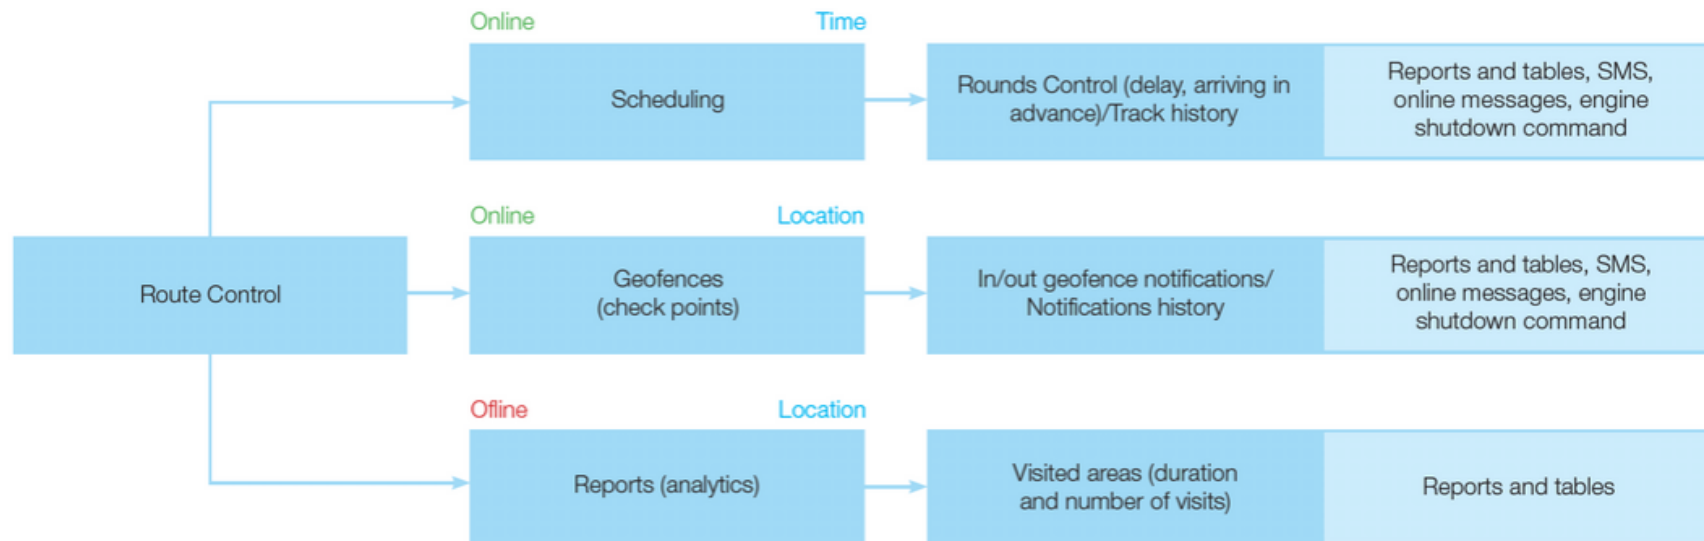 Online
Time
Scheduling
Rounds Control (delay, arriving in
advance)/Track history
Reports and tables, SMS,
online messages, engine
shutdown command
Route Control
Online
Location
Geofences
(check points)
In/out geofence notifications/
Notifications history
Reports and tables, SMS,
online messages, engine
shutdown command
Ofline
Location
Reports (analytics)
Visited areas (duration
and number of visits)
Reports and tables